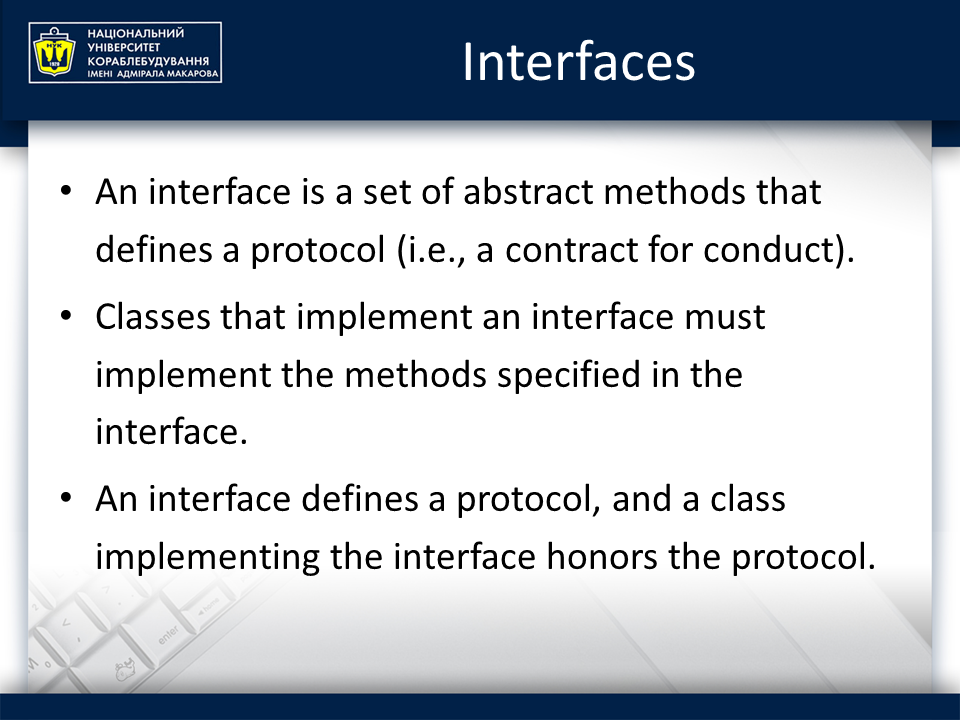 НАЦІОНАЛЬНИЙ
УНІВЕРСИТЕТ
КОРАБЛЕБУДУВАННЯ
ІМЕНІ АДМІРАЛА МАКАРОВА
НУК
1920
Interfaces
• An interface is a set of abstract methods that
defines a protocol (i.e., a contract for conduct).
• Classes that implement an interface must
implement the methods specified in the
interface.
• An interface defines a protocol, and a class
implementing the interface honors the protocol.
enter